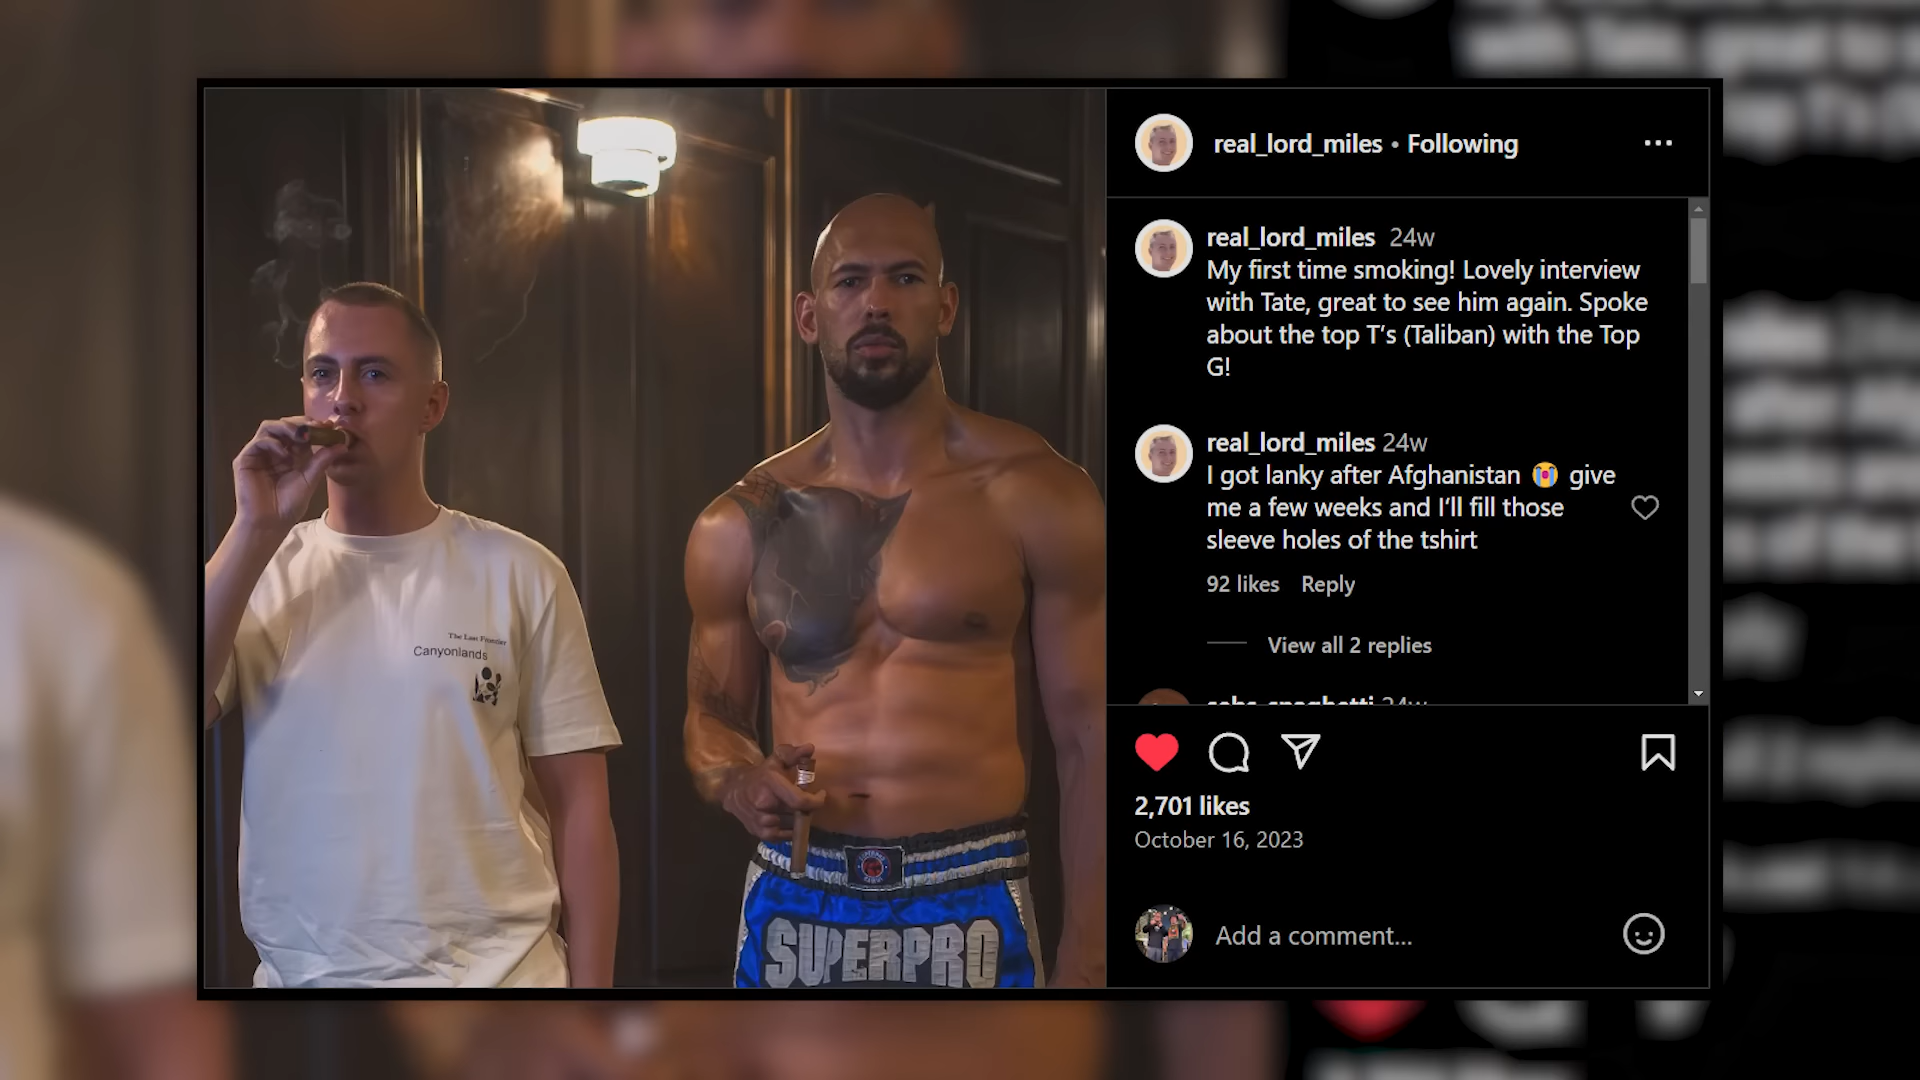 real_lord_miles • Following
real_lord_miles 24w
My first time smoking! Lovely interview
with Tate, great to see him again. Spoke
about the top T’s (Taliban) with the Top
G!
real_lord_miles 24w
I got lanky after Afghanistan 😭 give
me a few weeks and I’ll fill those
sleeve holes of the tshirt
92 likes Reply
View all 2 replies
2,701 likes
October 16, 2023
Add a comment...
The Last Frontier
Canyonlands
SUPERPRO